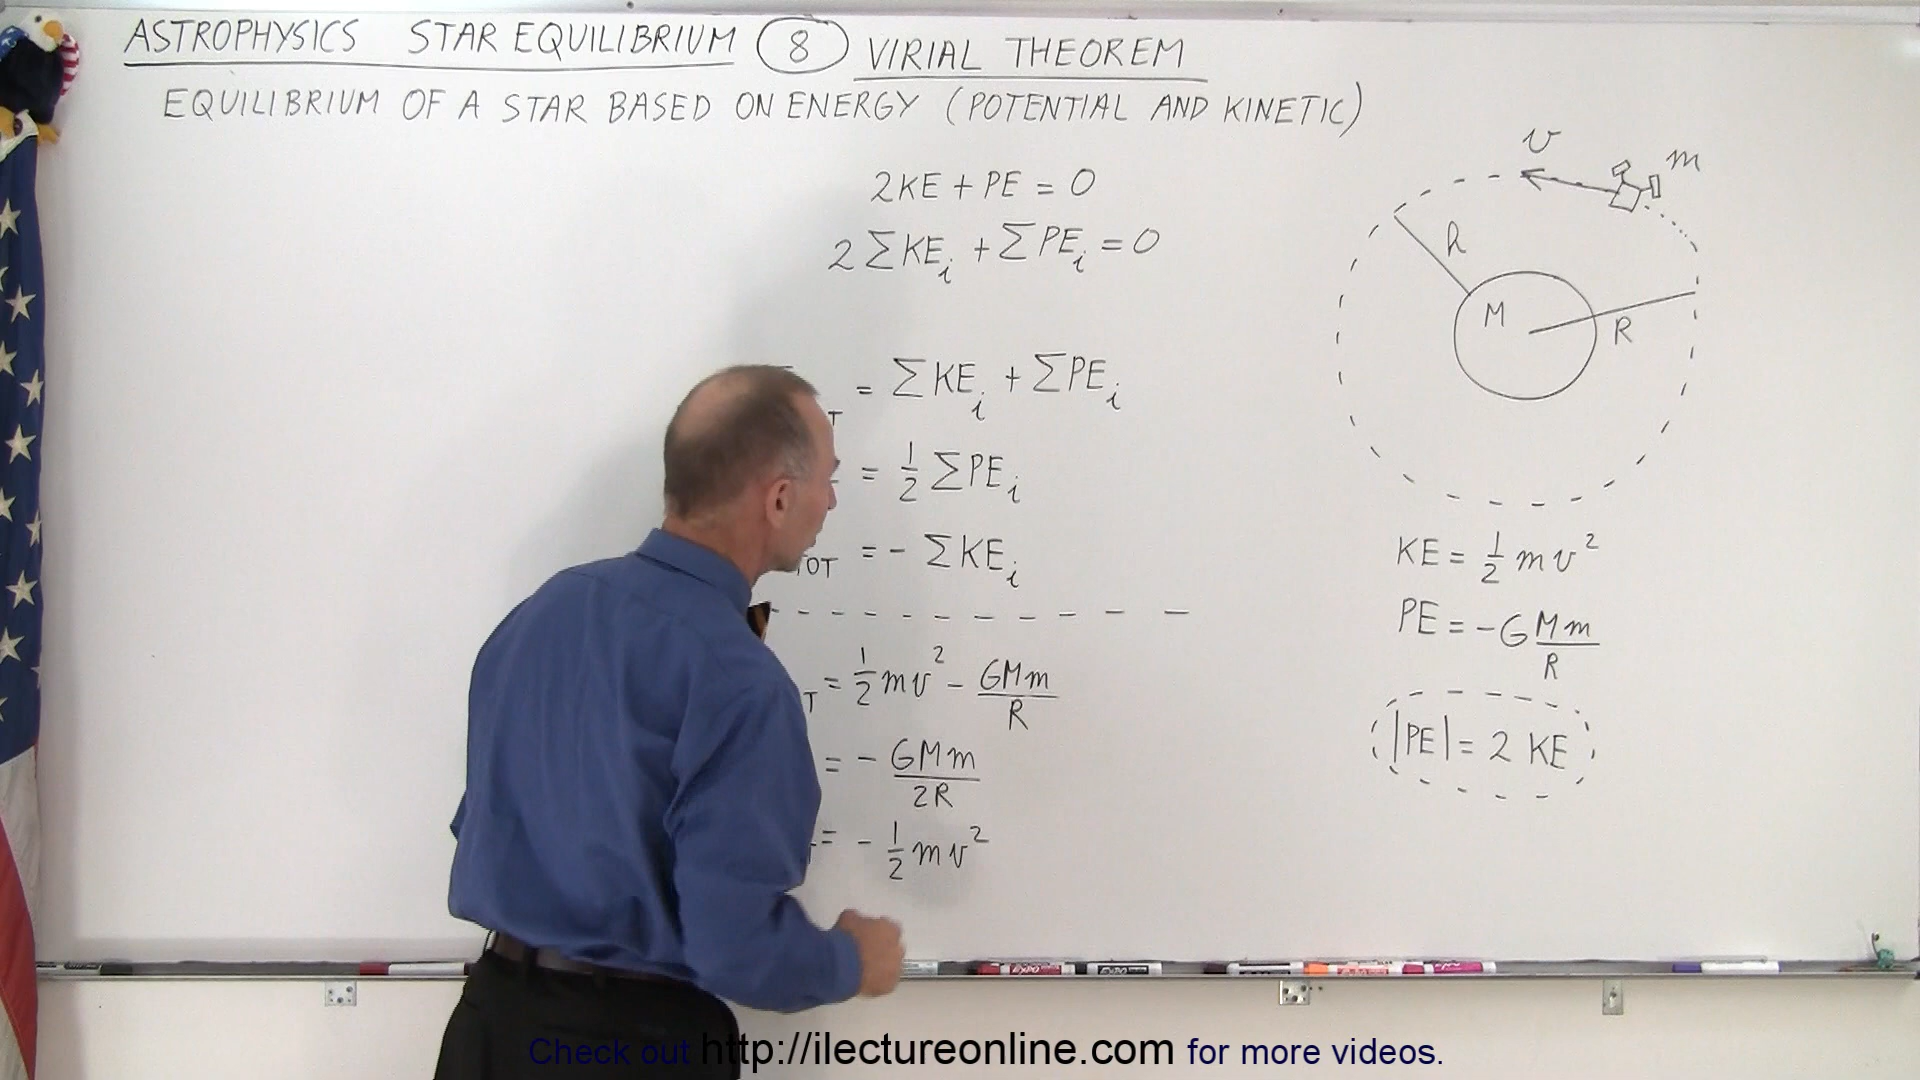 ASTROPHYSICS STAR EQUILIBRIUM 8 VIRIAL THEOREM
EQUILIBRIUM OF A STAR BASED ON ENERGY (POTENTIAL AND KINETIC)
2KE + PE = 0
2 ΣKEᵢ + ΣPEᵢ = 0
T = ΣKEᵢ + ΣPEᵢ
= ½ ΣPEᵢ
TOT = - ΣKEᵢ
T = ½ mv² - GMm/R
= - GMm/2R
= - ½ mv²
v
m
h
M
R
KE = ½ mv²
PE = -G Mm/R
|PE| = 2 KE
Check out http://ilectureonline.com for more videos.